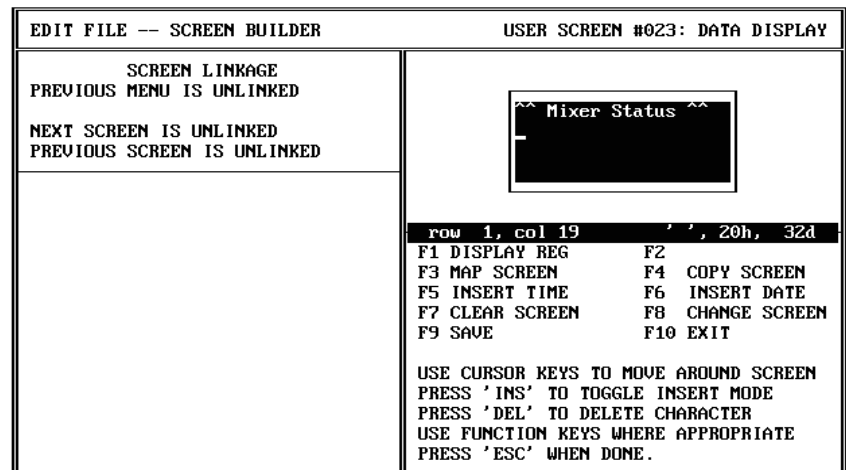 EDIT FILE -- SCREEN BUILDER
USER SCREEN #023: DATA DISPLAY
SCREEN LINKAGE
PREVIOUS MENU IS UNLINKED
NEXT SCREEN IS UNLINKED
PREVIOUS SCREEN IS UNLINKED
^^ Mixer Status ^^
row 1, col 19 ' ', 20h, 32d
F1 DISPLAY REG F2
F3 MAP SCREEN F4 COPY SCREEN
F5 INSERT TIME F6 INSERT DATE
F7 CLEAR SCREEN F8 CHANGE SCREEN
F9 SAVE F10 EXIT
USE CURSOR KEYS TO MOVE AROUND SCREEN
PRESS 'INS' TO TOGGLE INSERT MODE
PRESS 'DEL' TO DELETE CHARACTER
USE FUNCTION KEYS WHERE APPROPRIATE
PRESS 'ESC' WHEN DONE.